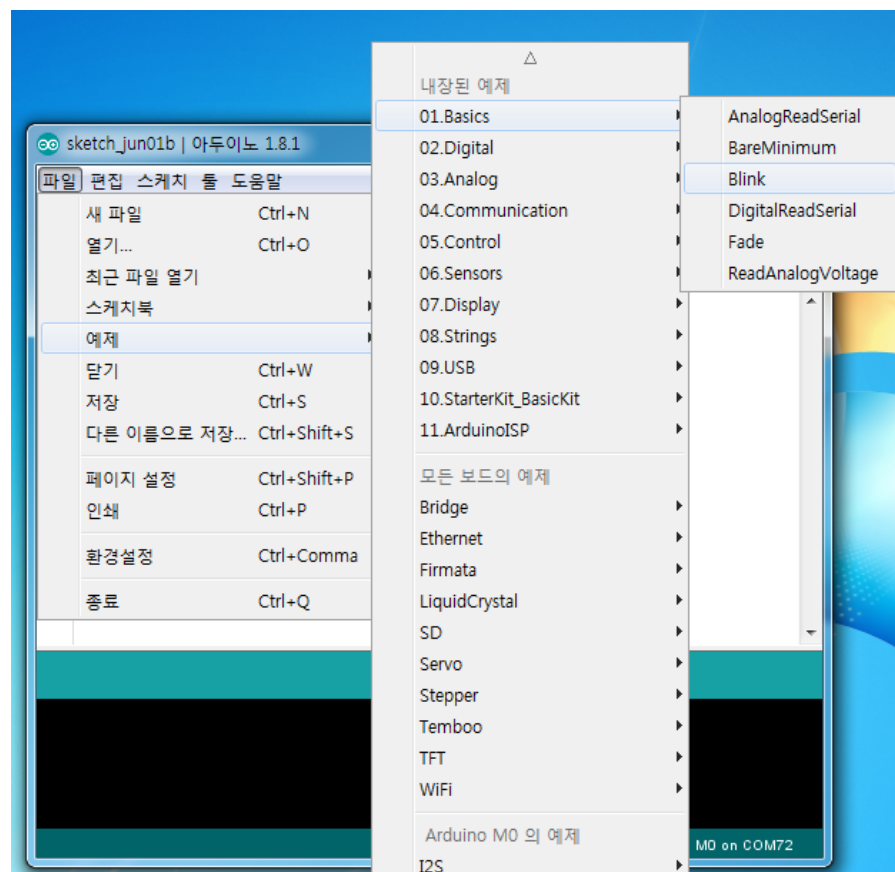 sketch_jun01b | 아두이노 1.8.1
파일 편집 스케치 툴 도움말
새 파일 Ctrl+N
열기... Ctrl+O
최근 파일 열기
스케치북
예제
닫기 Ctrl+W
저장 Ctrl+S
다른 이름으로 저장... Ctrl+Shift+S
페이지 설정 Ctrl+Shift+P
인쇄 Ctrl+P
환경설정 Ctrl+Comma
종료 Ctrl+Q
내장된 예제
01.Basics
02.Digital
03.Analog
04.Communication
05.Control
06.Sensors
07.Display
08.Strings
09.USB
10.StarterKit_BasicKit
11.ArduinoISP
모든 보드의 예제
Bridge
Ethernet
Firmata
LiquidCrystal
SD
Servo
Stepper
Temboo
TFT
WiFi
Arduino M0 의 예제
I2S
AnalogReadSerial
BareMinimum
Blink
DigitalReadSerial
Fade
ReadAnalogVoltage
M0 on COM72